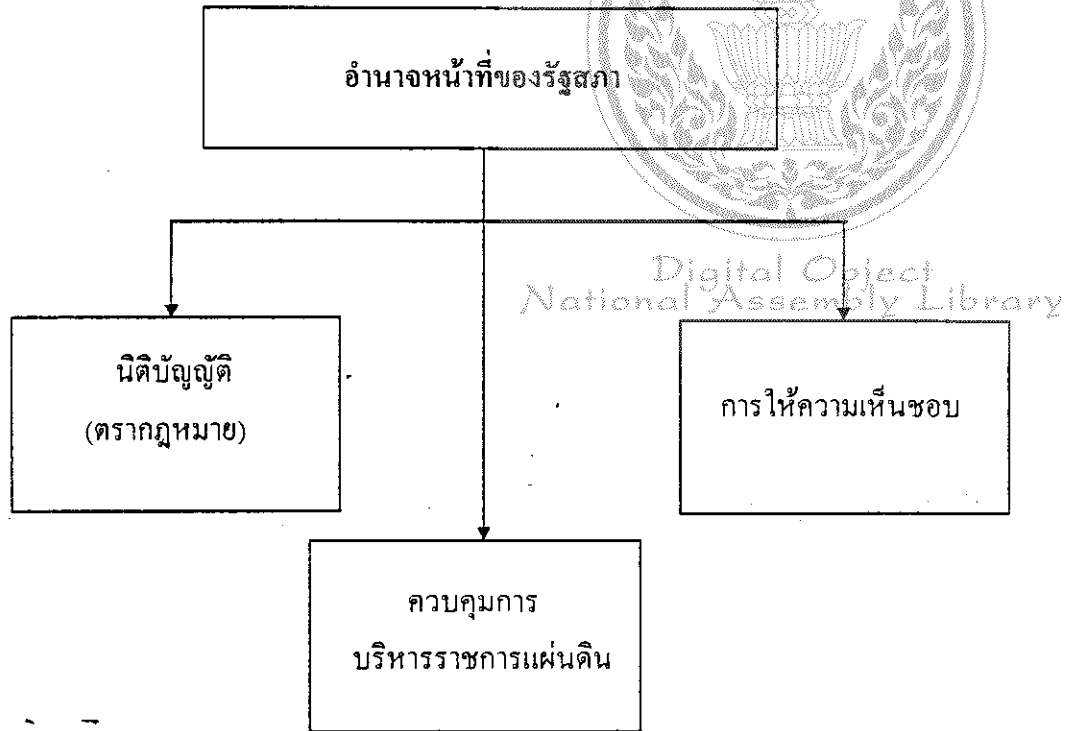 อำนาจหน้าที่ของรัฐสภา
Digital Object
National Assembly Library
นิติบัญญัติ
(ตรากฎหมาย)
การให้ความเห็นชอบ
ควบคุมการ
บริหารราชการแผ่นดิน